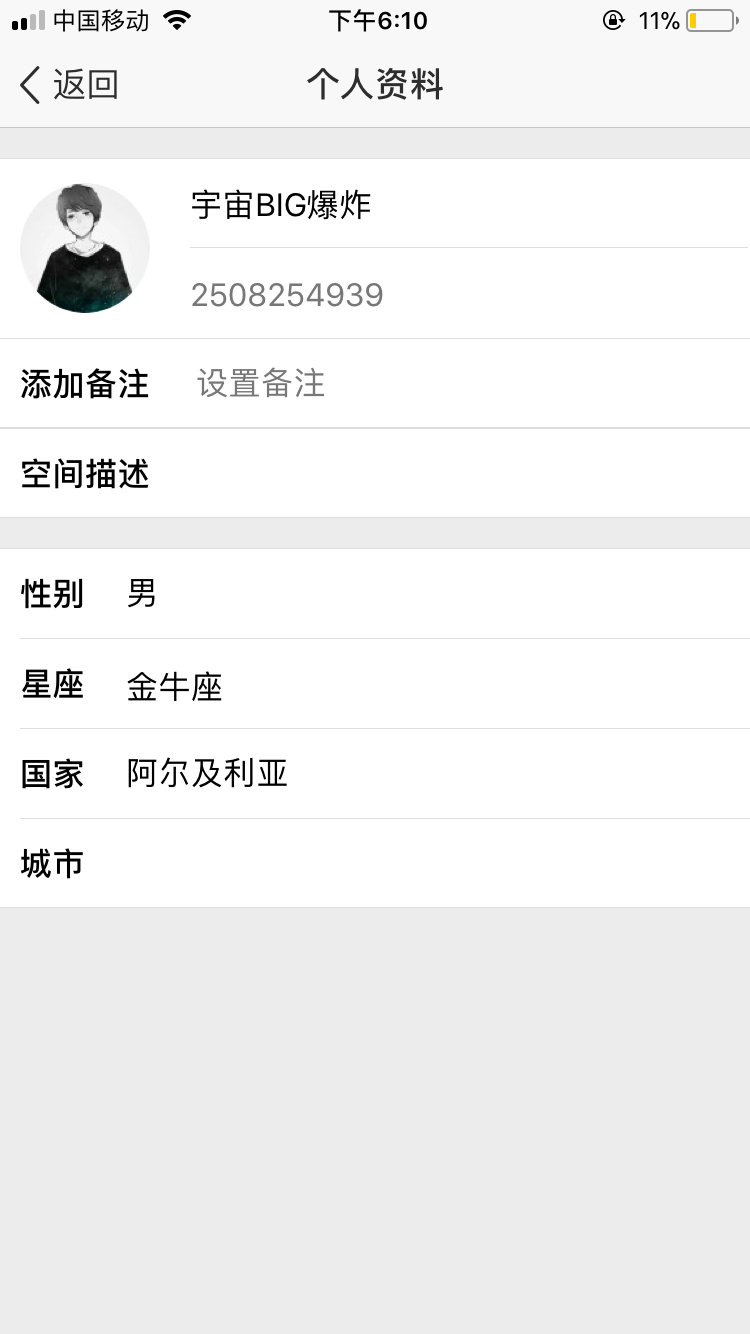 中国移动 下午6:10 11%
返回 个人资料
宇宙BIG爆炸
2508254939
添加备注 设置备注
空间描述
性别 男
星座 金牛座
国家 阿尔及利亚
城市